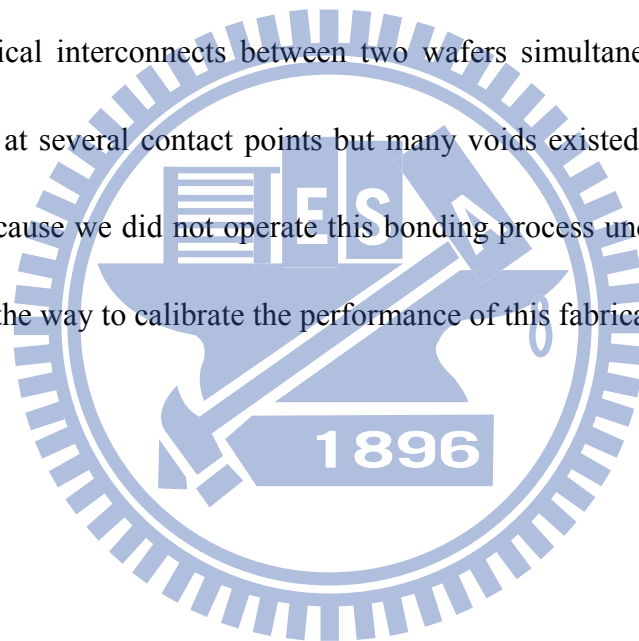 ical interconnects between two wafers simultane
at several contact points but many voids existed
cause we did not operate this bonding process
E S A
the way to calibrate the performance of this fabrica
1896